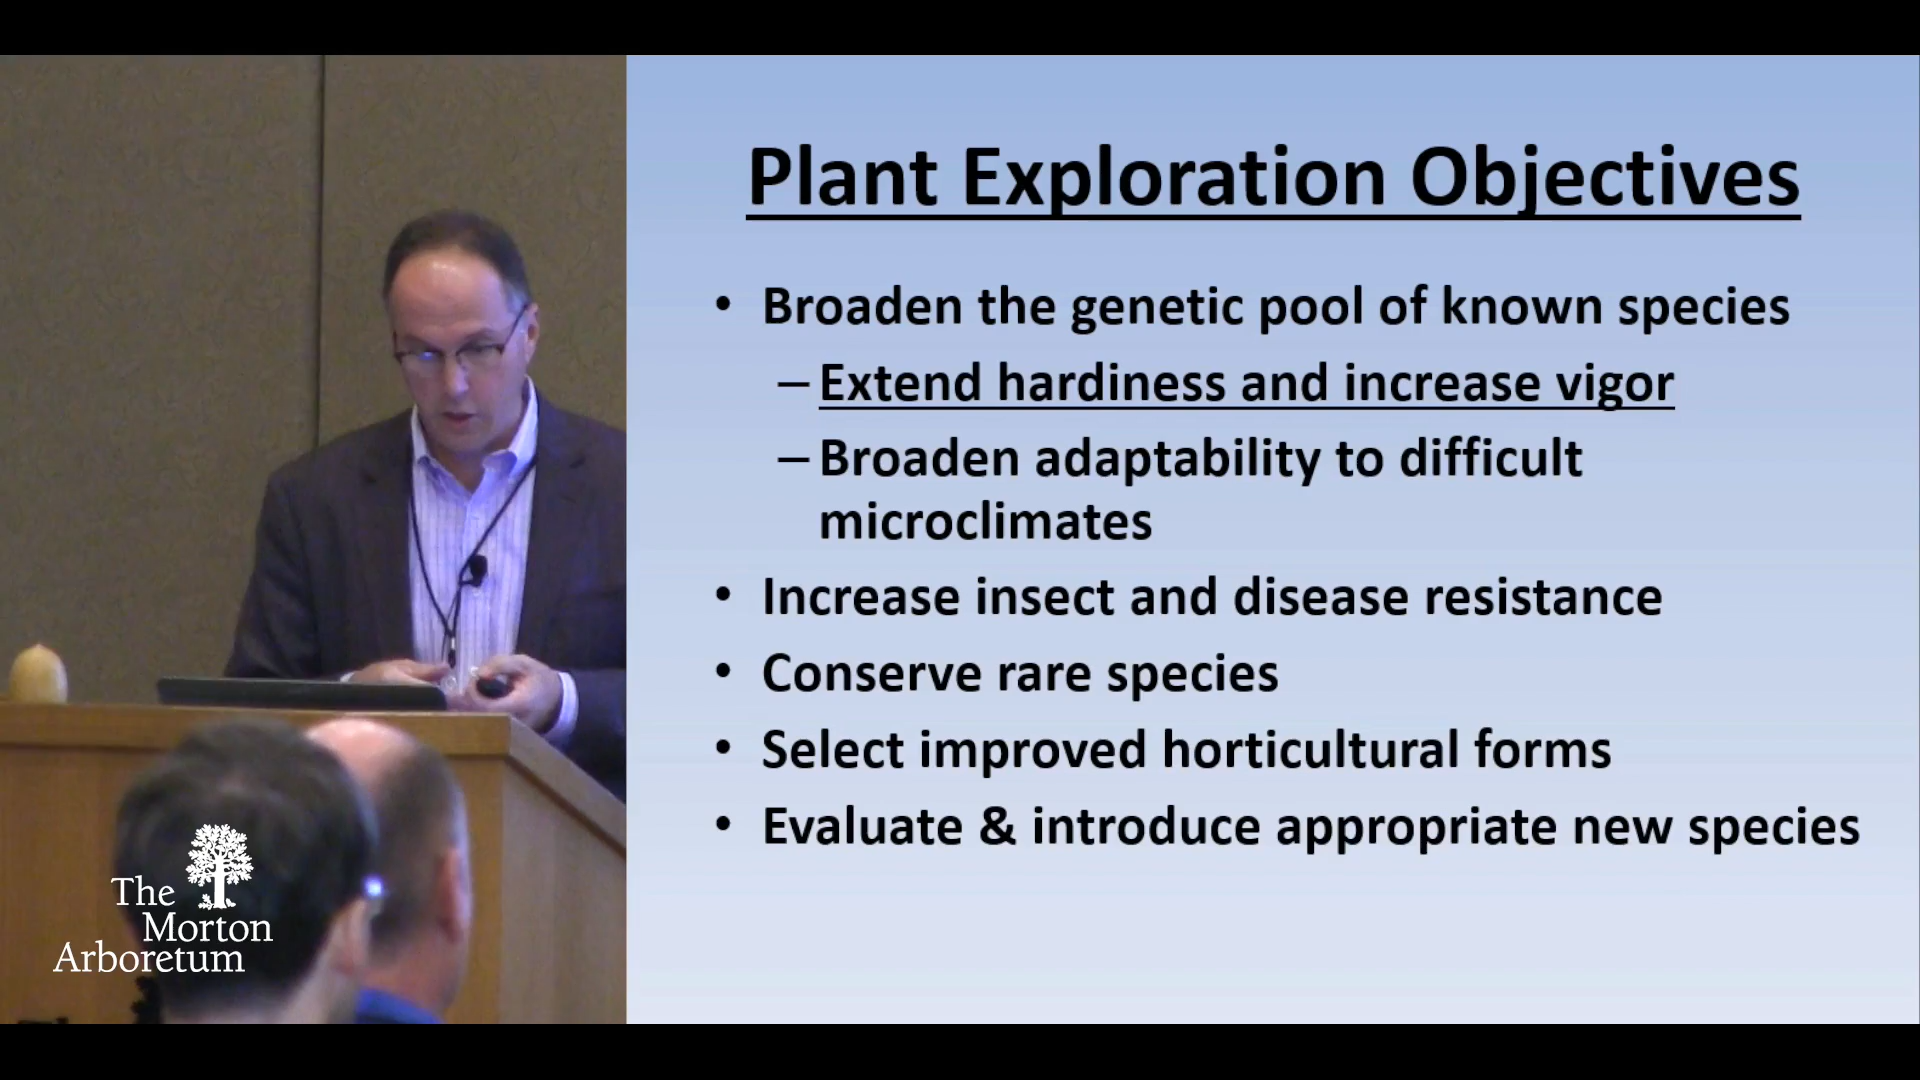 Plant Exploration Objectives
• Broaden the genetic pool of known species
– Extend hardiness and increase vigor
– Broaden adaptability to difficult
microclimates
• Increase insect and disease resistance
• Conserve rare species
• Select improved horticultural forms
• Evaluate & introduce appropriate new species
The
Morton
Arboretum